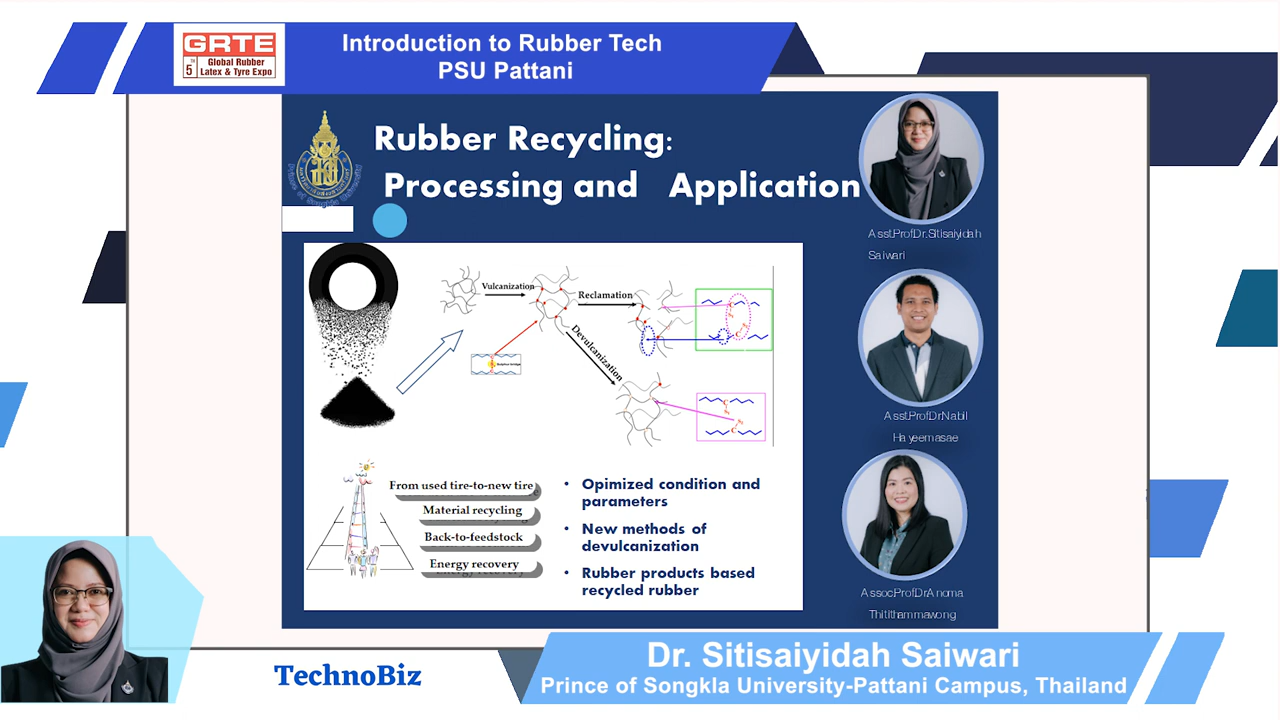 GRTE
5
Global Rubber
Latex & Tyre Expo
Introduction to Rubber Tech
PSU Pattani
Rubber Recycling:
Processing and Application
Asst.Prof.Dr.Sitisaiyidah
Saiwari
Vulcanization
Reclamation
Devulcanization
Asst.Prof.Dr.Nabil
Hayeemasae
From used tire-to-new tire
Material recycling
Back-to-feedstock
Energy recovery
• Opimized condition and
parameters
• New methods of
devulcanization
• Rubber products based
recycled rubber
Assoc.Prof.Dr.Anoma
Thitithammawong
TechnoBiz
Dr. Sitisaiyidah Saiwari
Prince of Songkla University-Pattani Campus, Thailand